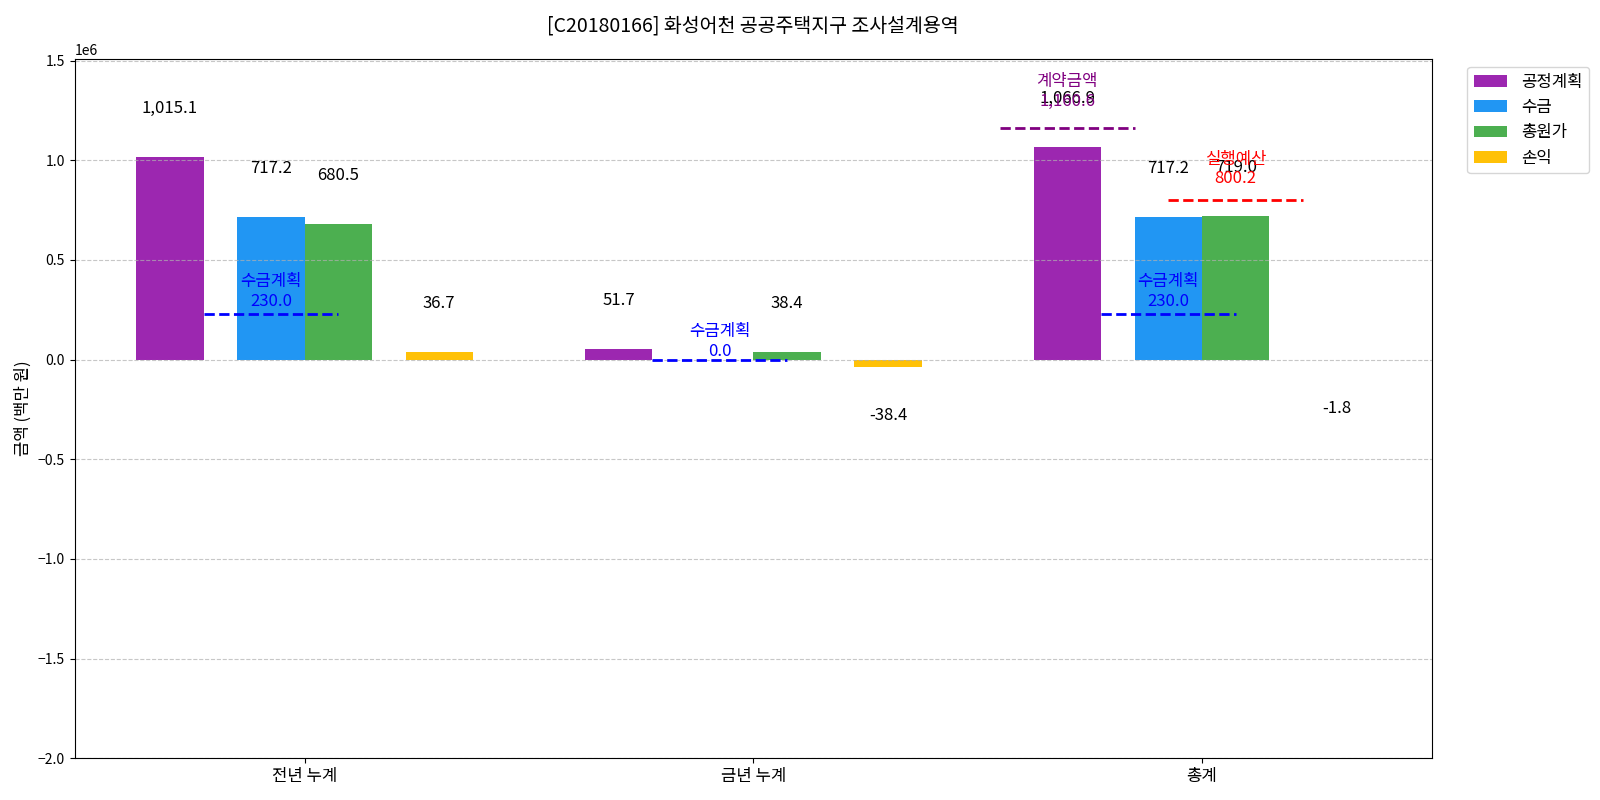 [C20180166] 화성어천 공공주택지구 조사설계용역
1e6
1.5
1.0
0.5
0.0
−0.5
−1.0
−1.5
−2.0
금액 (백만 원)
1,015.1
717.2
680.5
수금계획
230.0
36.7
51.7
수금계획
0.0
38.4
-38.4
계약금액
1,066.9
1,160.6
717.2
실행예산
719.0
800.2
수금계획
230.0
-1.8
전년 누계
금년 누계
총계
공정계획
수금
총원가
손익